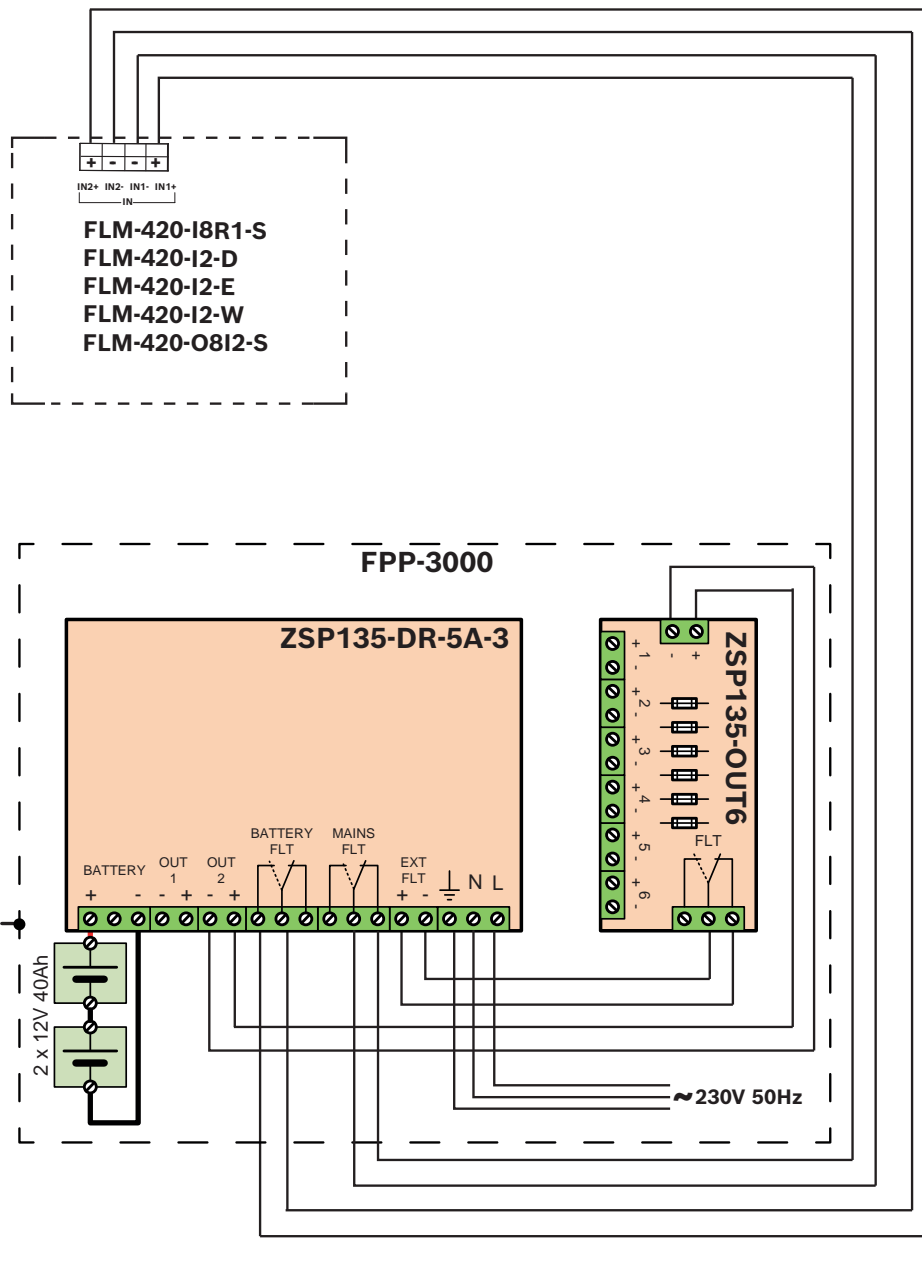 + - - +
IN2+ IN2- IN1- IN1+
IN
FLM-420-I8R1-S
FLM-420-I2-D
FLM-420-I2-E
FLM-420-I2-W
FLM-420-O8I2-S
FPP-3000
ZSP135-DR-5A-3
BATTERY
+ -
OUT
1
- +
OUT
2
- +
BATTERY
FLT
MAINS
FLT
EXT
FLT
+ -
N L
2 x 12V 40Ah
~230V 50Hz
ZSP135-OUT6
- +
+ 1 -
+ 2 -
+ 3 -
+ 4 -
+ 5 -
+ 6 -
FLT